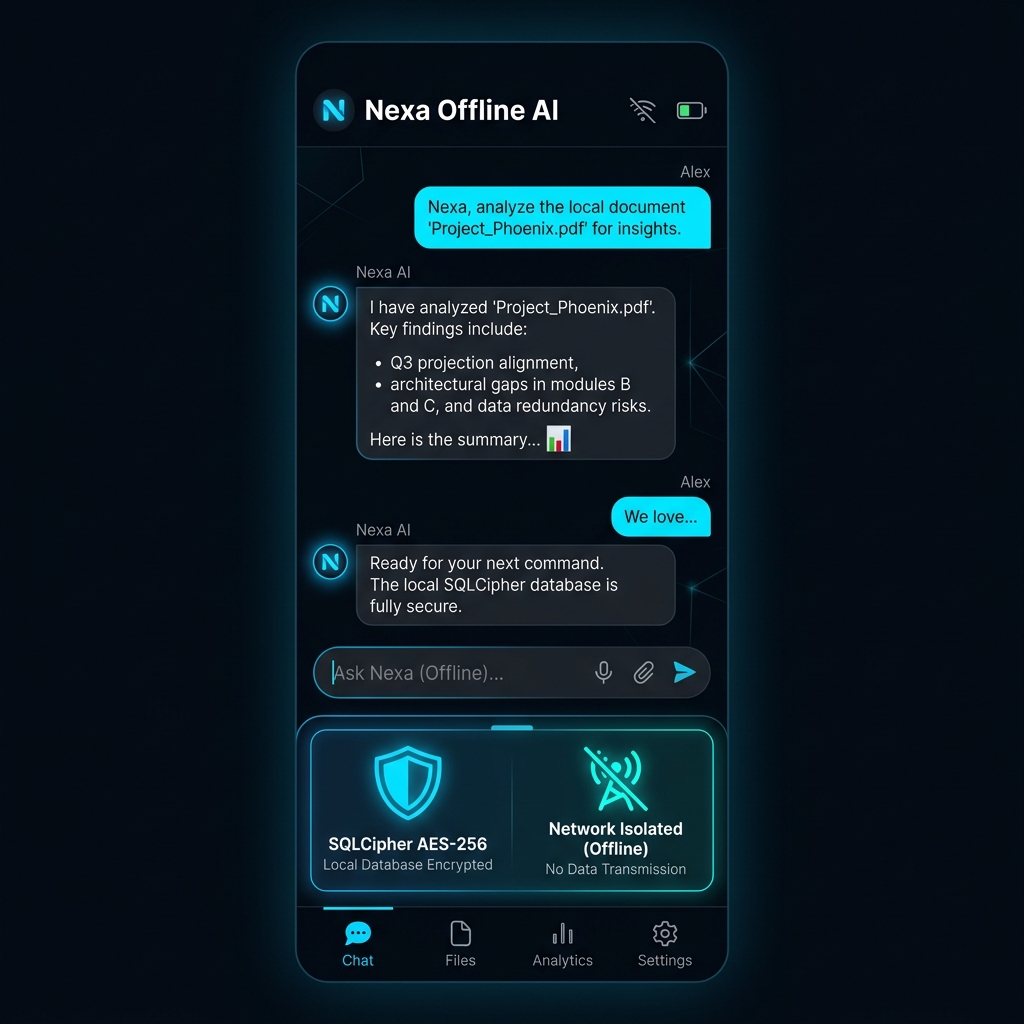 N Nexa Offline AI
Alex
Nexa, analyze the local document
'Project_Phoenix.pdf' for insights.
Nexa AI
N
I have analyzed 'Project_Phoenix.pdf'.
Key findings include:
• Q3 projection alignment,
• architectural gaps in modules B
and C, and data redundancy risks.
Here is the summary...
Alex
We love...
Nexa AI
N
Ready for your next command.
The local SQLCipher database is
fully secure.
Ask Nexa (Offline)...
SQLCipher AES-256
Local Database Encrypted
Network Isolated
(Offline)
No Data Transmission
Chat
Files
Analytics
Settings